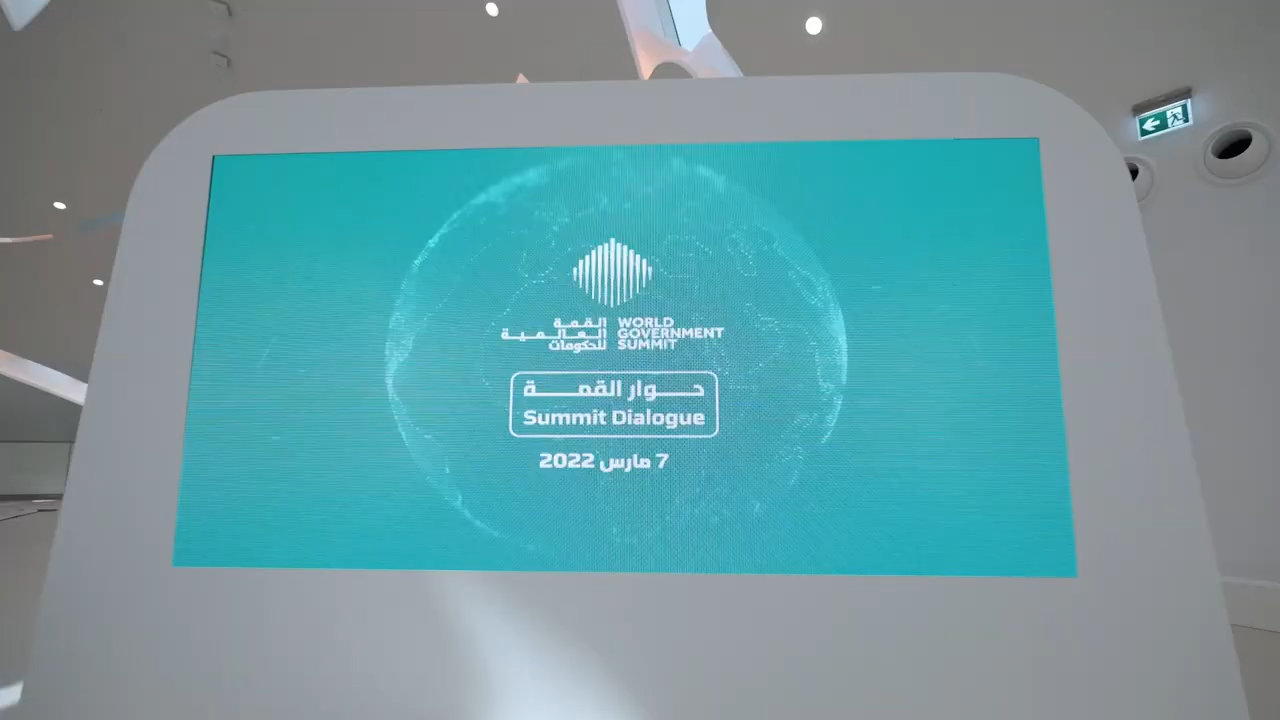 القمة
العالمية
للحكومات
WORLD
GOVERNMENT
SUMMIT
حوار القمة
Summit Dialogue
7 مارس 2022